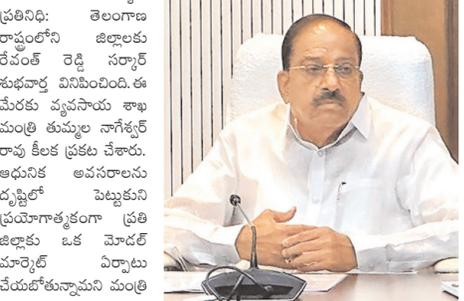 ప్రతినిధి: తెలంగాణ
రాష్ట్రంలోని జిల్లాలకు
రేవంత్ రెడ్డి సర్కార్
శుభవార్త వినిపించింది. ఈ
మేరకు వ్యవసాయ శాఖ
మంత్రి తుమ్మల నాగేశ్వర్
రావు కీలక ప్రకట చేశారు.
ఆధునిక అవసరాలను
దృష్టిలో పెట్టుకుని
ప్రయోగాత్మకంగా ప్రతి
జిల్లాకు ఒక మోడల్
మార్కెట్ ఏర్పాటు
చేయబోతున్నామని మంత్రి